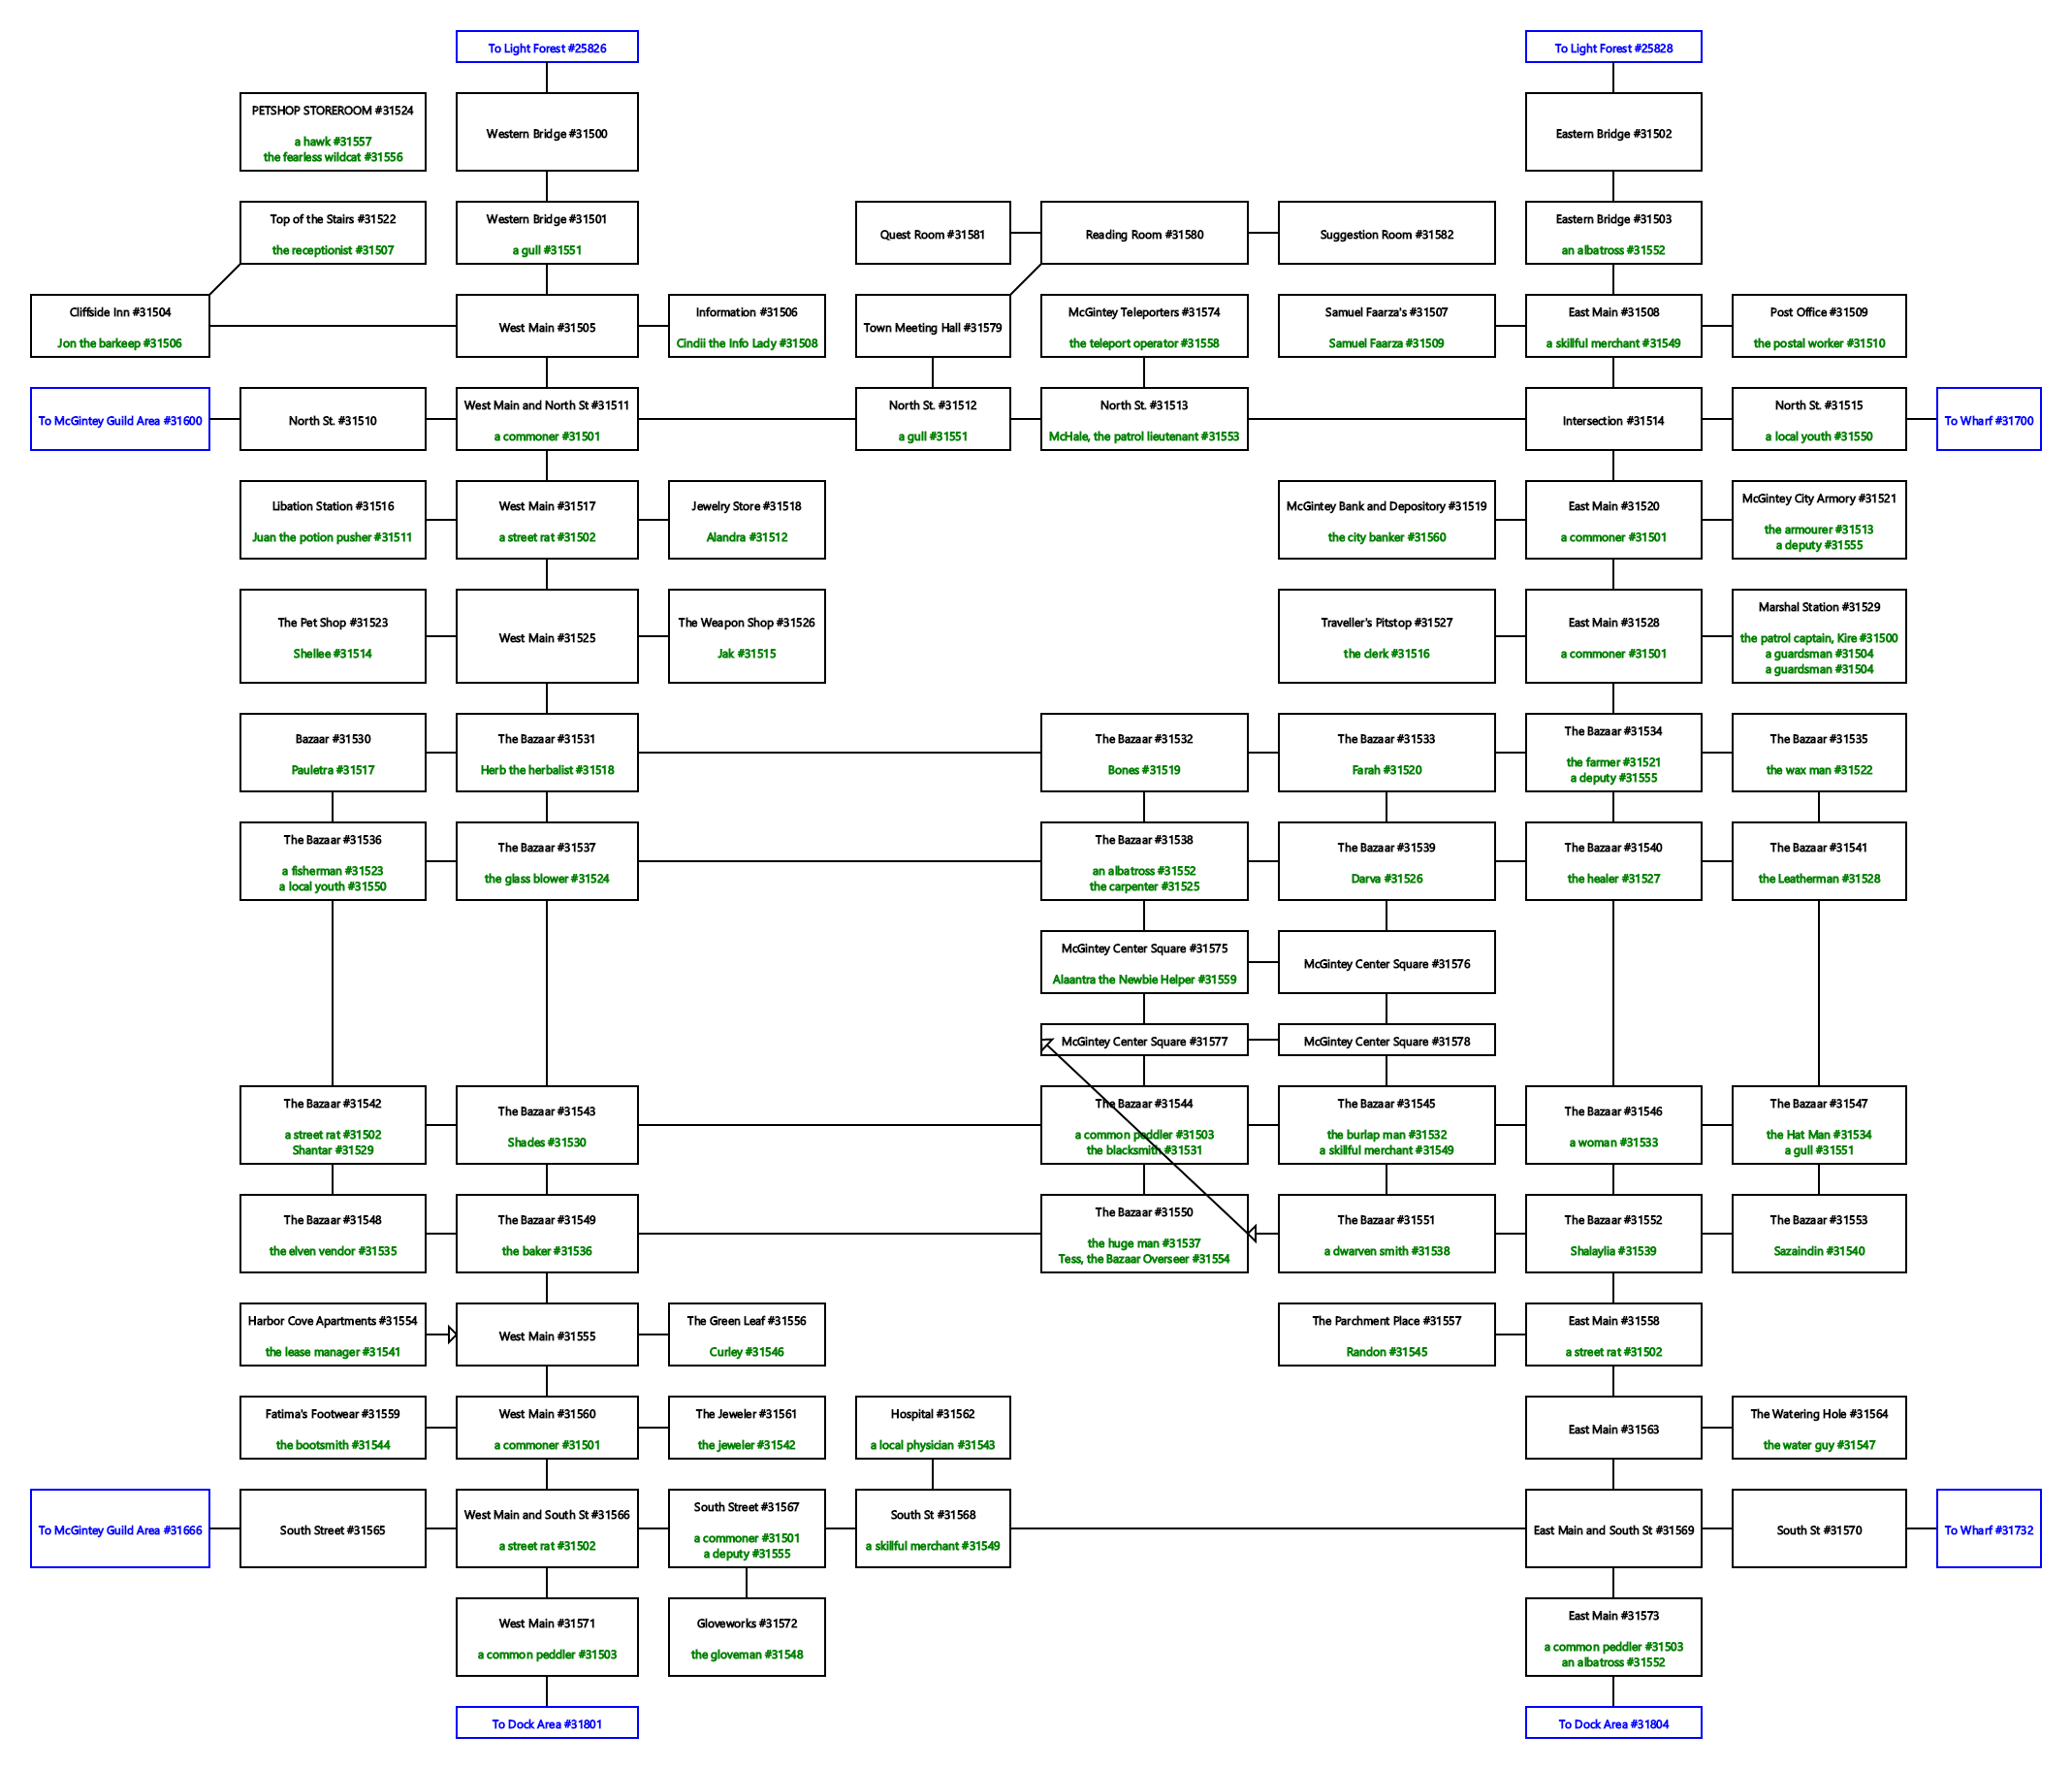 To Light Forest #25826
To Light Forest #25828
PETSHOP STOREROOM #31524
a hawk #31557
the fearless wildcat #31556
Western Bridge #31500
Eastern Bridge #31502
Top of the Stairs #31522
the receptionist #31507
Western Bridge #31501
a gull #31551
Quest Room #31581
Reading Room #31580
Suggestion Room #31582
Eastern Bridge #31503
an albatross #31552
Cliffside Inn #31504
Jon the barkeep #31506
West Main #31505
Information #31506
Cindii the Info Lady #31508
Town Meeting Hall #31579
McGintey Teleporters #31574
the teleport operator #31558
Samuel Faarza's #31507
Samuel Faarza #31509
East Main #31508
a skillful merchant #31549
Post Office #31509
the postal worker #31510
To McGintey Guild Area #31600
North St. #31510
West Main and North St #31511
a commoner #31501
North St. #31512
a gull #31551
North St. #31513
McHale, the patrol lieutenant #31553
Intersection #31514
North St. #31515
a local youth #31550
To Wharf #31700
Libation Station #31516
Juan the potion pusher #31511
West Main #31517
a street rat #31502
Jewelry Store #31518
Alandra #31512
McGintey Bank and Depository #31519
the city banker #31560
East Main #31520
a commoner #31501
McGintey City Armory #31521
the armourer #31513
a deputy #31555
The Pet Shop #31523
Shellee #31514
West Main #31525
The Weapon Shop #31526
Jak #31515
Traveller's Pitstop #31527
the clerk #31516
East Main #31528
a commoner #31501
Marshal Station #31529
the patrol captain, Kire #31500
a guardsman #31504
a guardsman #31504
Bazaar #31530
Pauletra #31517
The Bazaar #31531
Herb the herbalist #31518
The Bazaar #31532
Bones #31519
The Bazaar #31533
Farah #31520
The Bazaar #31534
the farmer #31521
a deputy #31555
The Bazaar #31535
the wax man #31522
The Bazaar #31536
a fisherman #31523
a local youth #31550
The Bazaar #31537
the glass blower #31524
The Bazaar #31538
an albatross #31552
the carpenter #31525
The Bazaar #31539
Darva #31526
The Bazaar #31540
the healer #31527
The Bazaar #31541
the Leatherman #31528
McGintey Center Square #31575
Alaantra the Newbie Helper #31559
McGintey Center Square #31576
McGintey Center Square #31577
McGintey Center Square #31578
The Bazaar #31542
a street rat #31502
Shantar #31529
The Bazaar #31543
Shades #31530
The Bazaar #31544
a common peddler #31503
the blacksmith #31531
The Bazaar #31545
the burlap man #31532
a skillful merchant #31549
The Bazaar #31546
a woman #31533
The Bazaar #31547
the Hat Man #31534
a gull #31551
The Bazaar #31548
the elven vendor #31535
The Bazaar #31549
the baker #31536
The Bazaar #31550
the huge man #31537
Tess, the Bazaar Overseer #31554
The Bazaar #31551
a dwarven smith #31538
The Bazaar #31552
Shalaylia #31539
The Bazaar #31553
Sazaindin #31540
Harbor Cove Apartments #31554
the lease manager #31541
West Main #31555
The Green Leaf #31556
Curley #31546
The Parchment Place #31557
Randon #31545
East Main #31558
a street rat #31502
Fatima's Footwear #31559
the bootsmith #31544
West Main #31560
a commoner #31501
The Jeweler #31561
the jeweler #31542
Hospital #31562
a local physician #31543
East Main #31563
The Watering Hole #31564
the water guy #31547
To McGintey Guild Area #31666
South Street #31565
West Main and South St #31566
a street rat #31502
South Street #31567
a commoner #31501
a deputy #31555
South St #31568
a skillful merchant #31549
East Main and South St #31569
South St #31570
To Wharf #31732
West Main #31571
a common peddler #31503
Gloveworks #31572
the gloveman #31548
East Main #31573
a common peddler #31503
an albatross #31552
To Dock Area #31801
To Dock Area #31804